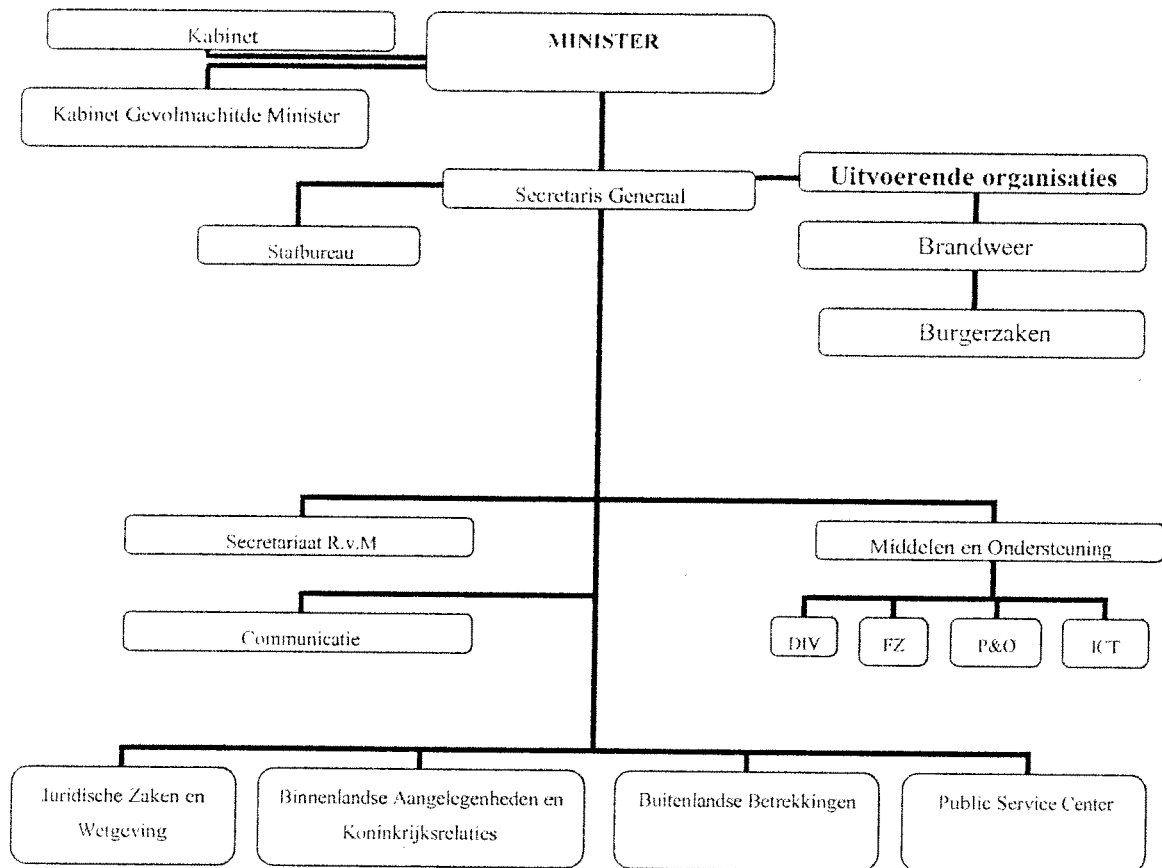 Kabinet
MINISTER
Kabinet Gevolmachitde Minister
Secretaris Generaal
Uitvoerende organisaties
Stafbureau
Brandweer
Burgerzaken
Secretariaat R.v.M
Middelen en Ondersteuning
Communicatie
DIV
FZ
P&O
ICT
Juridische Zaken en
Wetgeving
Binnenlandse Aangelegenheden en
Koninkrijksrelaties
Buitenlandse Betrekkingen
Public Service Center